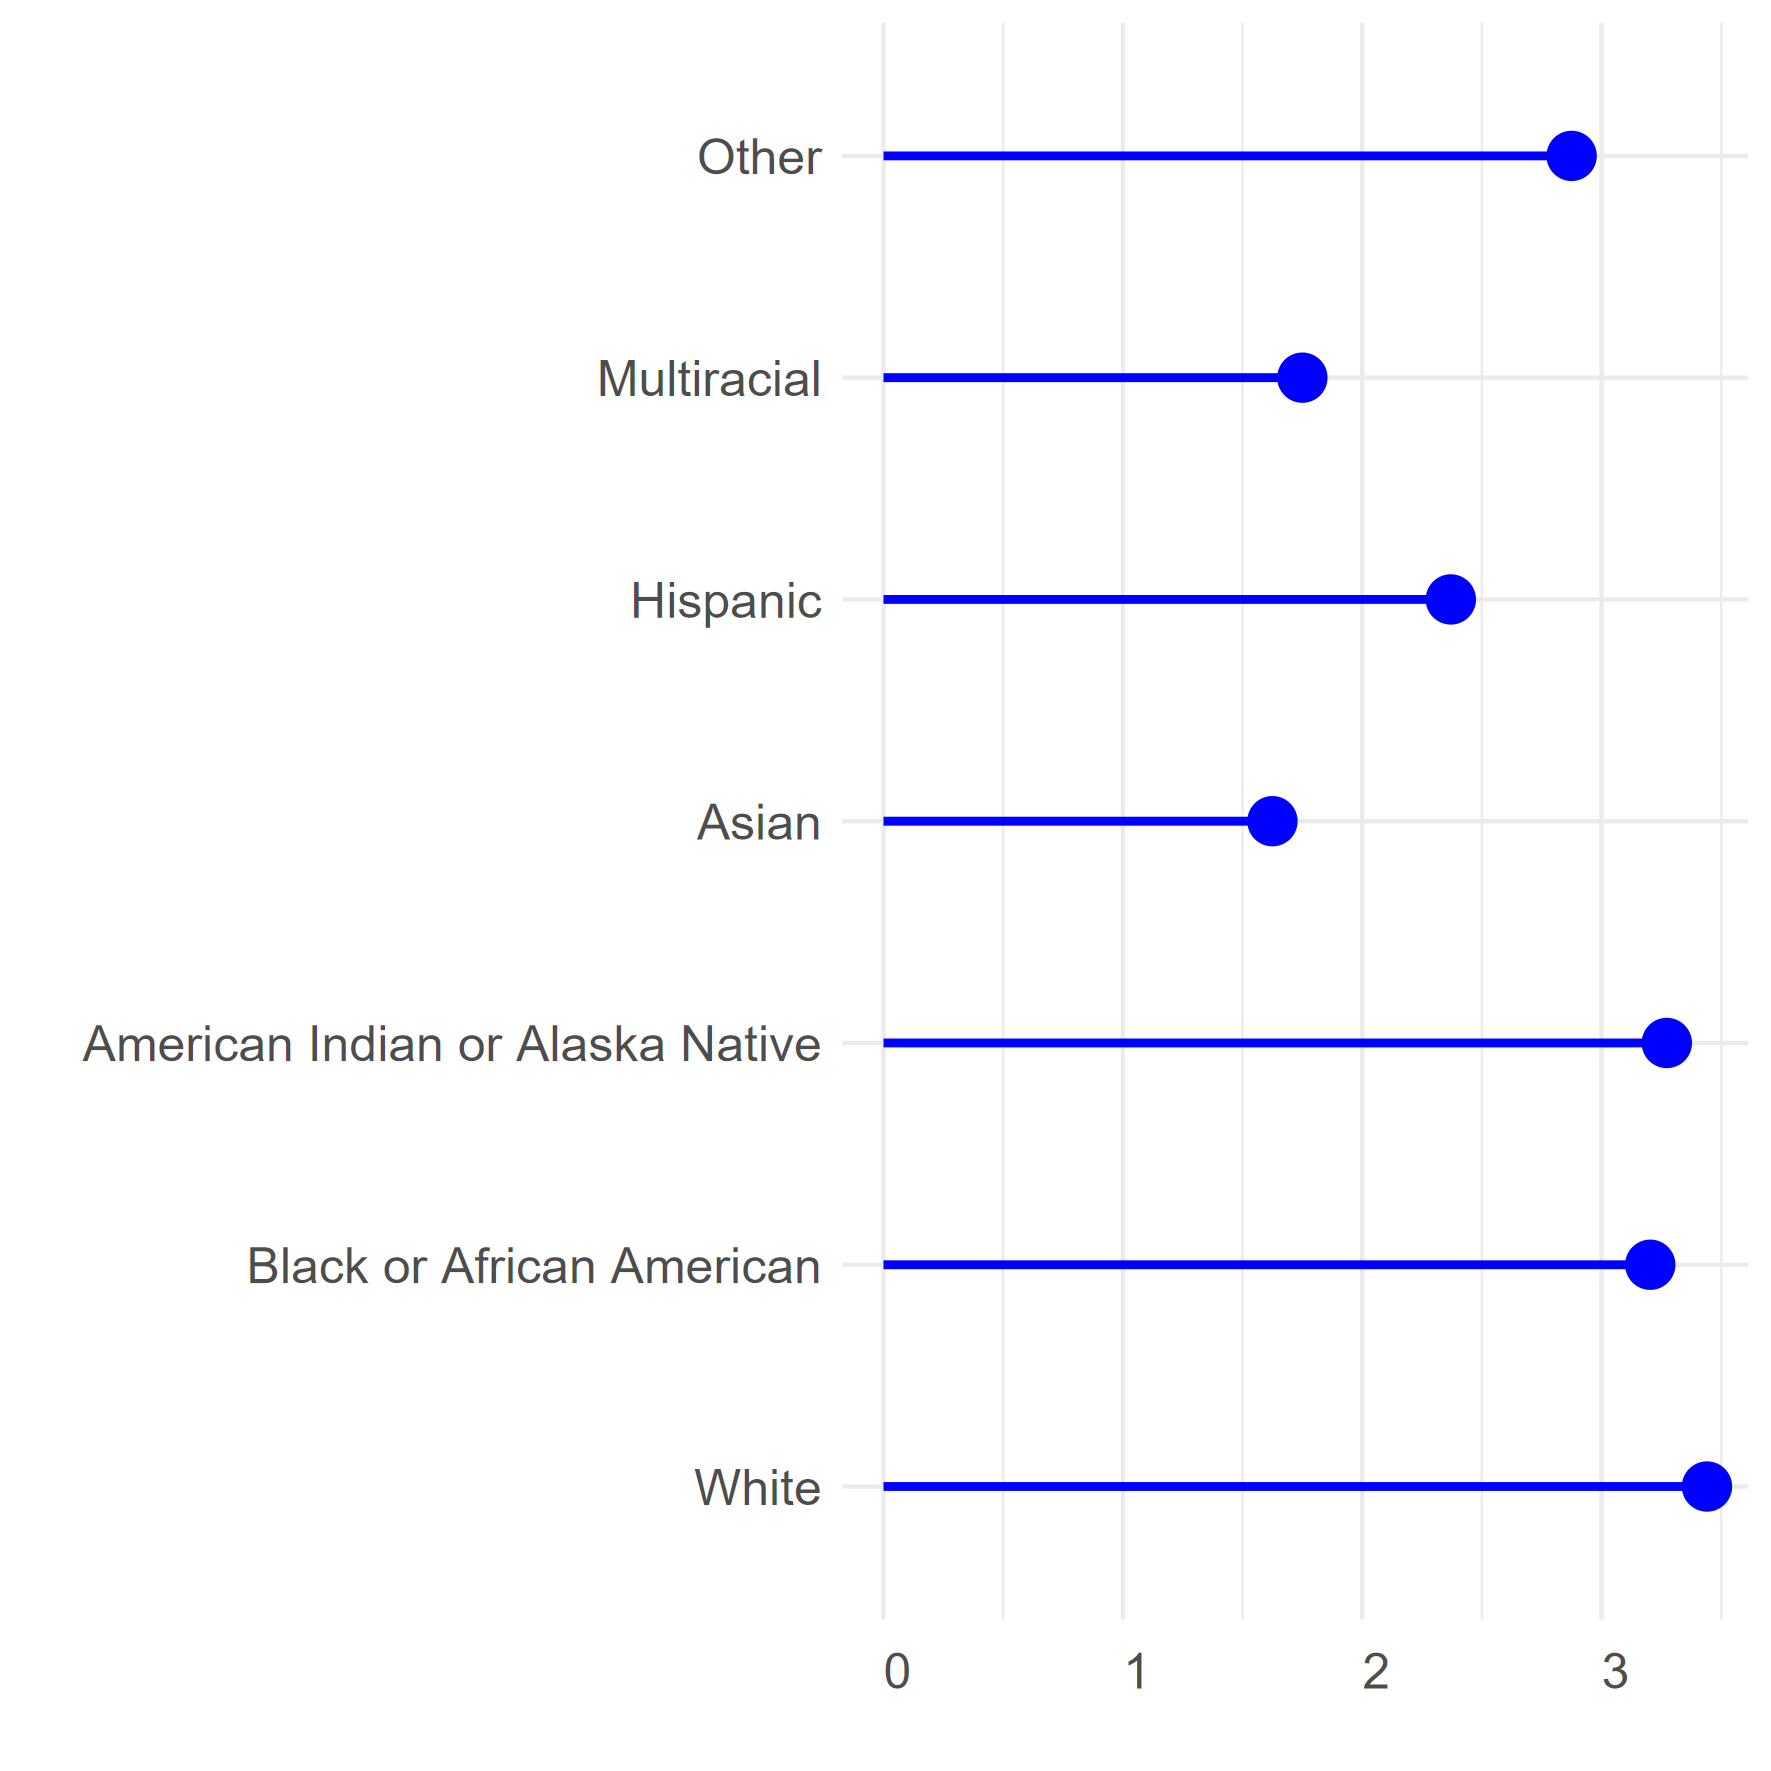 Other
Multiracial
Hispanic
Asian
American Indian or Alaska Native
Black or African American
White
0 1 2 3